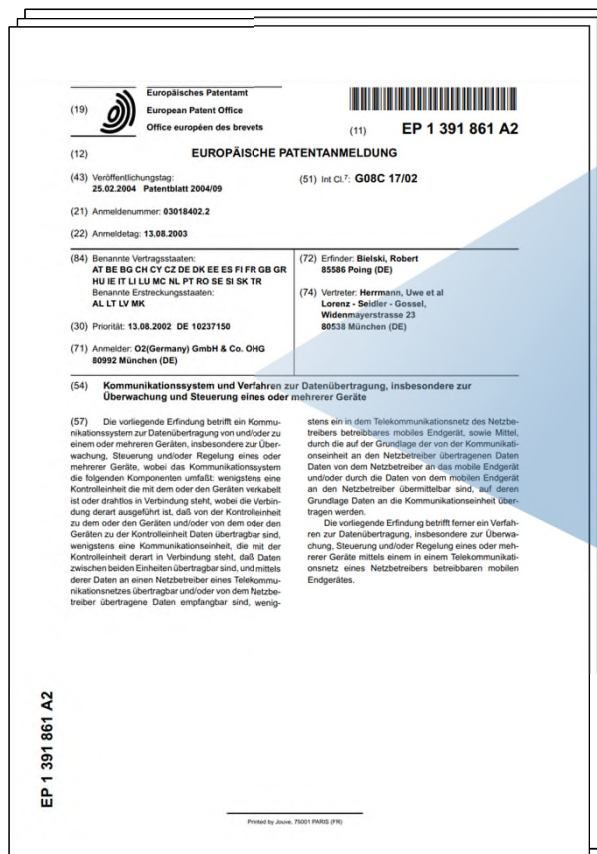 Europäisches Patentamt
(19)
European Patent Office
Office européen des brevets
(11) EP 1 391 861 A2
(12) EUROPÄISCHE PATENTANMELDUNG
(43) Veröffentlichungstag:
25.02.2004 Patentblatt 2004/09
(51) Int Cl.7: G08C 17/02
(21) Anmeldenummer: 03018402.2
(22) Anmeldetag: 13.08.2003
(84) Benannte Vertragsstaaten:
AT BE BG CH CY CZ DE DK EE ES FI FR GB GR
HU IE IT LI LU MC NL PT RO SE SI SK TR
Benannte Erstreckungsstaaten:
AL LT LV MK
(30) Priorität: 13.08.2002 DE 10237150
(71) Anmelder: O2(Germany) GmbH & Co. OHG
80992 München (DE)
(72) Erfinder: Bielski, Robert
85586 Poing (DE)
(74) Vertreter: Herrmann, Uwe et al
Lorenz - Seidler - Gossel,
Widenmayerstrasse 23
80538 München (DE)
(54) Kommunikationssystem und Verfahren zur Datenübertragung, insbesondere zur
Überwachung und Steuerung eines oder mehrerer Geräte
(57) Die vorliegende Erfindung betrifft ein Kommu-
nikationssystem zur Datenübertragung von und/oder zu
einem oder mehreren Geräten, insbesondere zur Über-
wachung, Steuerung und/oder Regelung eines oder
mehrerer Geräte, wobei das Kommunikationssystem
die folgenden Komponenten umfaßt: wenigstens eine
Kontrolleinheit die mit dem oder den Geräten verkabelt
ist oder drahtlos in Verbindung steht, wobei die Verbin-
dung derart ausgeführt ist, daß von der Kontrolleinheit
zu dem oder den Geräten und/oder von dem oder den
Geräten zu der Kontrolleinheit Daten übertragbar sind,
wenigstens eine Kommunikationseinheit, die mit der
Kontrolleinheit derart in Verbindung steht, daß Daten
zwischen beiden Einheiten übertragbar sind, und mittels
derer Daten an einen Netzbetreiber eines Telekommu-
nikationsnetzes übertragbar und/oder von dem Netzbe-
treiber übertragene Daten empfangbar sind, wenig-
stens ein in dem Telekommunikationsnetz des Netzbe-
treibers betreibbares mobiles Endgerät, sowie Mittel,
durch die auf der Grundlage der von der Kommunikati-
onseinheit an den Netzbetreiber übertragenen Daten
Daten von dem Netzbetreiber an das mobile Endgerät
und/oder durch die Daten von dem mobilen Endgerät
an den Netzbetreiber übermittelbar sind, auf deren
Grundlage Daten an die Kommunikationseinheit über-
tragen werden.
Die vorliegende Erfindung betrifft ferner ein Verfah-
ren zur Datenübertragung, insbesondere zur Überwa-
chung, Steuerung und/oder Regelung eines oder meh-
rerer Geräte mittels einem in einem Telekommunikati-
onsnetz eines Netzbetreibers betreibbaren mobilen
Endgerätes.
EP 1 391 861 A2
Printed by Jouve, 75001 PARIS (FR)